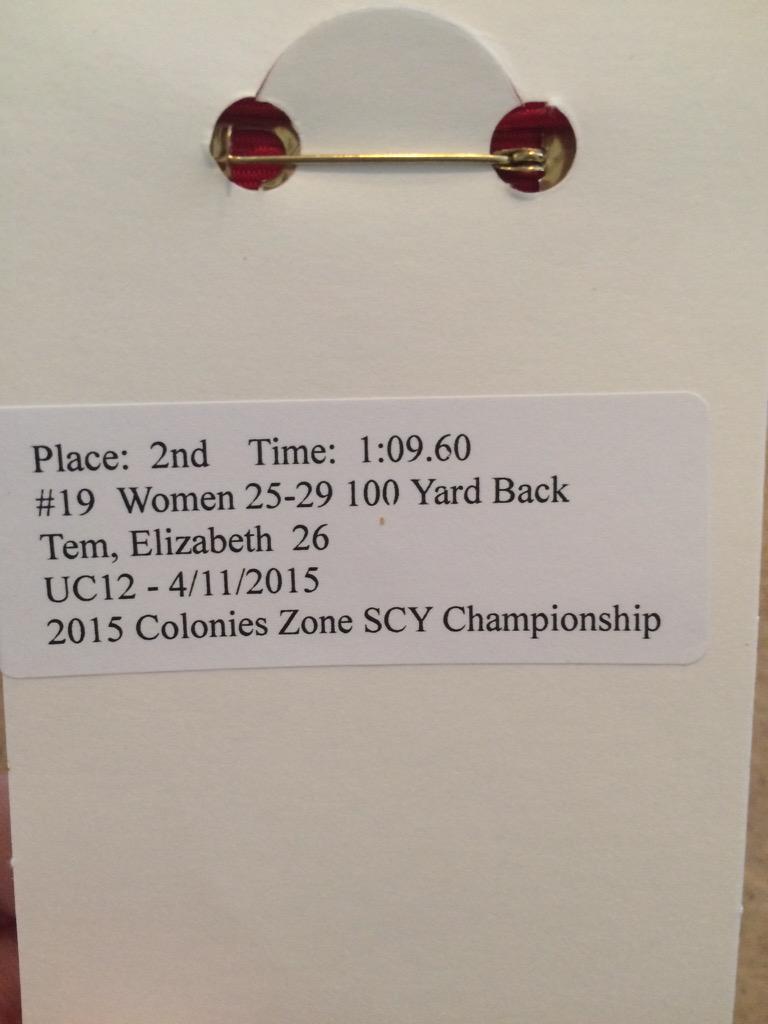 Place: 2nd Time: 1:09.60
#19 Women 25-29 100 Yard Back
Tem, Elizabeth 26
UC12 - 4/11/2015
2015 Colonies Zone SCY Championship